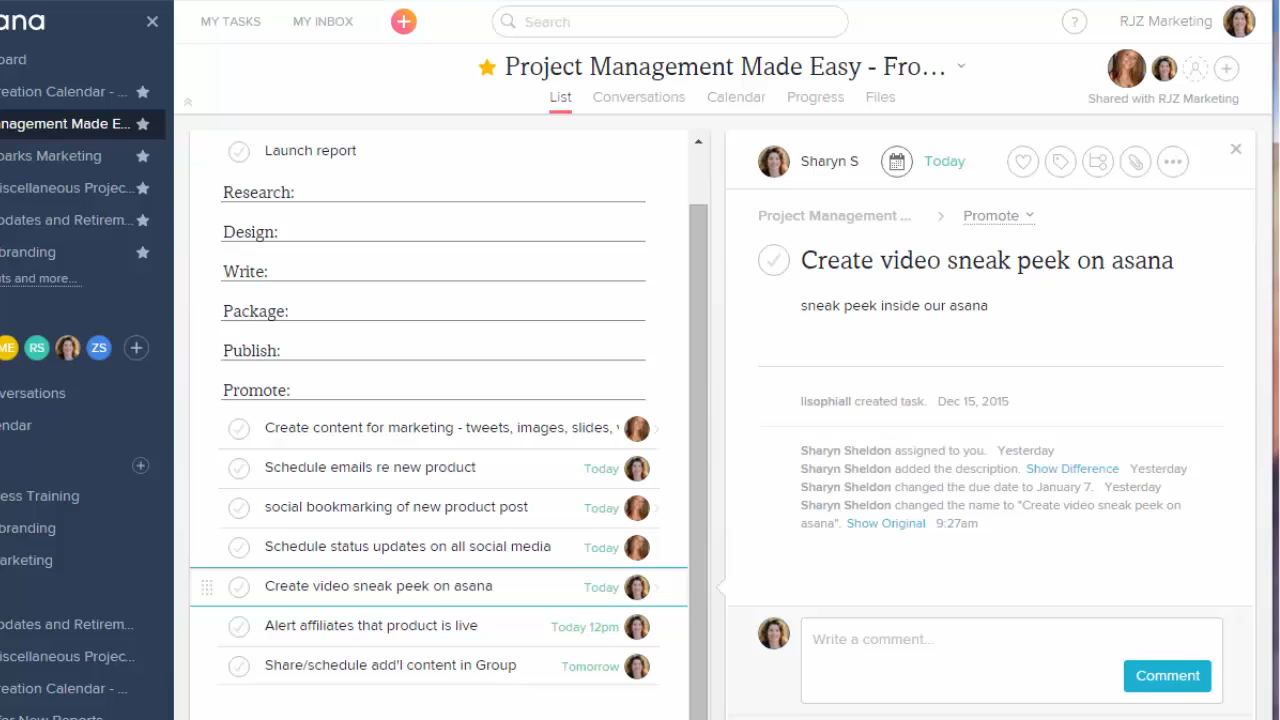 ana
MY TASKS
MY INBOX
Search
?
RJZ Marketing
Project Management Made Easy - Fro...
List
Conversations
Calendar
Progress
Files
Shared with RJZ Marketing
oard
reation Calendar - ...
nagement Made E...
arks Marketing
iscellaneous Projec...
pdates and Retirem...
branding
ts and more...
ME
RS
ZS
versations
endar
ess Training
branding
arketing
pdates and Retirem...
iscellaneous Projec...
reation Calendar - ...
for New Reports
Launch report
Research:
Design:
Write:
Package:
Publish:
Promote:
Create content for marketing - tweets, images, slides,
Schedule emails re new product Today
social bookmarking of new product post Today
Schedule status updates on all social media Today
Create video sneak peek on asana Today
Alert affiliates that product is live Today 12pm
Share/schedule add'l content in Group Tomorrow
Sharyn S
Today
Project Management ... > Promote
Create video sneak peek on asana
sneak peek inside our asana
llsophiall created task. Dec 15, 2015
Sharyn Sheldon assigned to you. Yesterday
Sharyn Sheldon added the description. Show Difference Yesterday
Sharyn Sheldon changed the due date to January 7. Yesterday
Sharyn Sheldon changed the name to "Create video sneak peek on
asana". Show Original 9:27am
Write a comment...
Comment